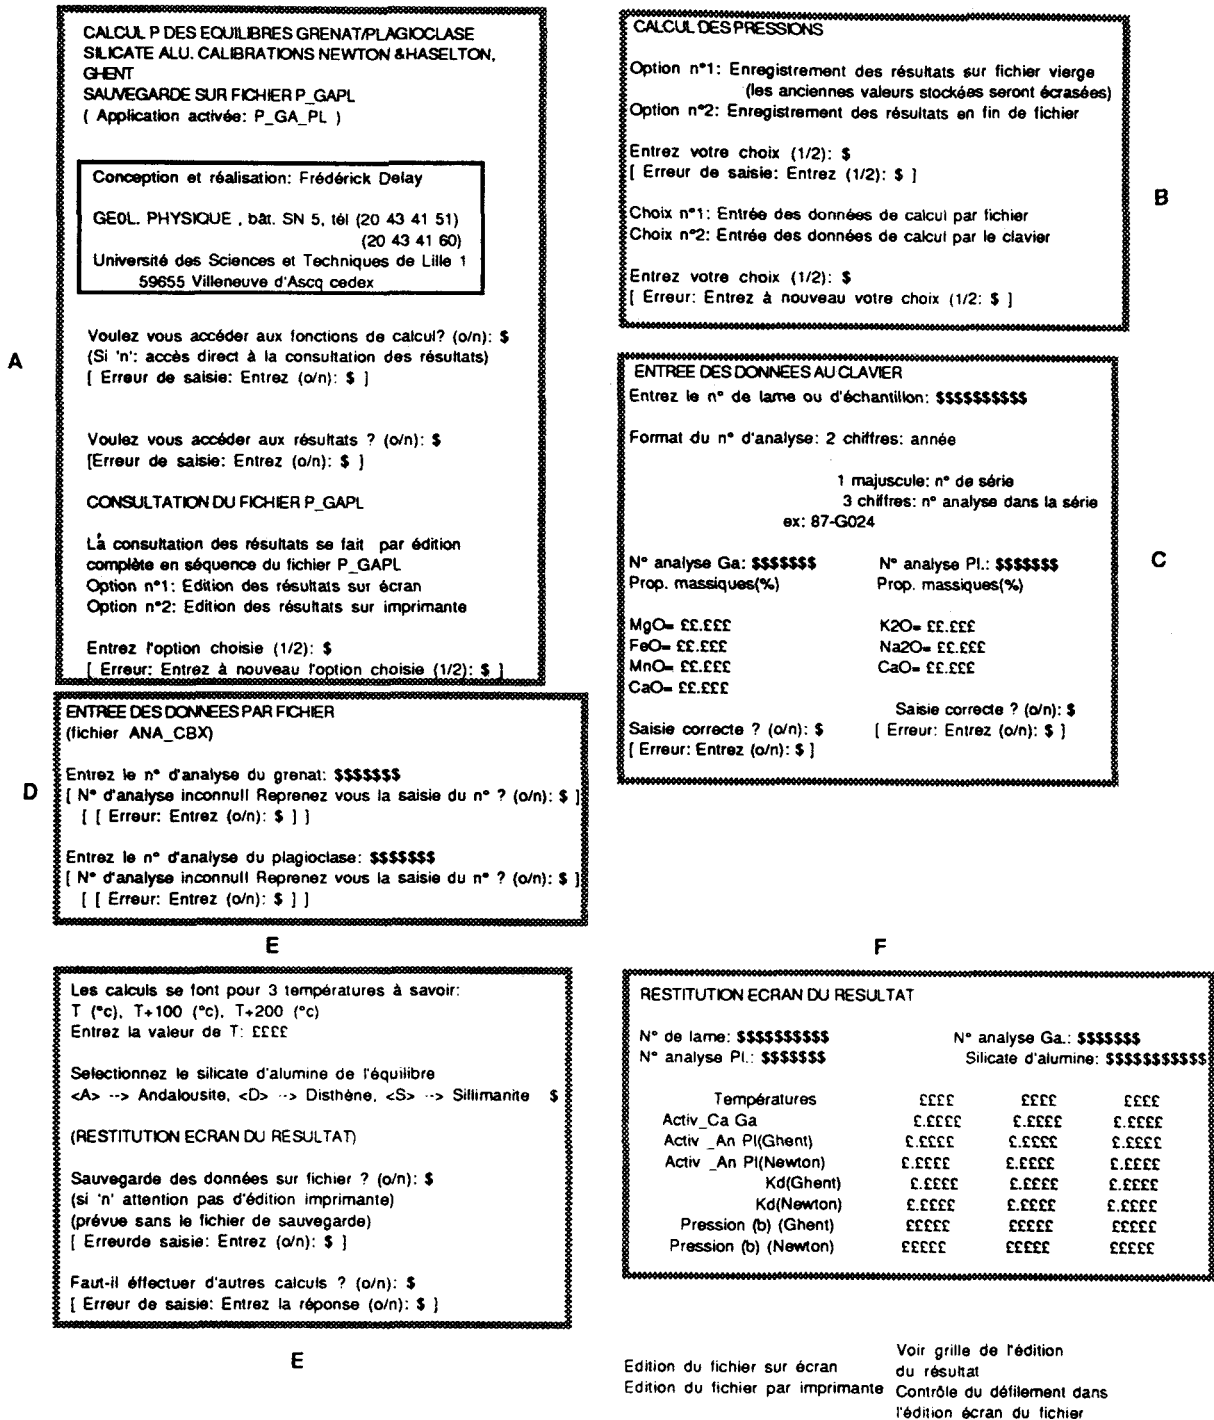 CALCUL P DES EQUILIBRES GRENAT/PLAGIOCLASE
SILICATE ALU. CALIBRATIONS NEWTON &HASELTON,
GHENT
SAUVEGARDE SUR FICHIER P_GAPL
( Application activée: P_GA_PL )
Conception et réalisation: Frédérick Delay
GEOL. PHYSIQUE , bât. SN 5, tél (20 43 41 51)
(20 43 41 60)
Université des Sciences et Techniques de Lille 1
59655 Villeneuve d'Ascq cedex
Voulez vous accéder aux fonctions de calcul? (o/n): $
(Si 'n': accès direct à la consultation des résultats)
[ Erreur de saisie: Entrez (o/n): $ ]
Voulez vous accéder aux résultats ? (o/n): $
[Erreur de saisie: Entrez (o/n): $ ]
CONSULTATION DU FICHIER P_GAPL
La consultation des résultats se fait par édition
complète en séquence du fichier P_GAPL
Option n°1: Edition des résultats sur écran
Option n°2: Edition des résultats sur imprimante
Entrez l'option choisie (1/2): $
[ Erreur: Entrez à nouveau l'option choisie (1/2): $ ]
A
CALCUL DES PRESSIONS
Option n°1: Enregistrement des résultats sur fichier vierge
(les anciennes valeurs stockées seront écrasées)
Option n°2: Enregistrement des résultats en fin de fichier
Entrez votre choix (1/2): $
[ Erreur de saisie: Entrez (1/2): $ ]
Choix n°1: Entrée des données de calcul par fichier
Choix n°2: Entrée des données de calcul par le clavier
Entrez votre choix (1/2): $
[ Erreur: Entrez à nouveau votre choix (1/2: $ ]
B
ENTREE DES DONNEES AU CLAVIER
Entrez le n° de lame ou d'échantillon: $$$$$$$$$$
Format du n° d'analyse: 2 chiffres: année
1 majuscule: n° de série
3 chiffres: n° analyse dans la série
ex: 87-G024
N° analyse Ga: $$$$$$$ N° analyse Pl.: $$$$$$$
Prop. massiques(%) Prop. massiques(%)
MgO= ££.£££ K2O= ££.£££
FeO= ££.£££ Na2O= ££.£££
MnO= ££.£££ CaO= ££.£££
CaO= ££.£££
Saisie correcte ? (o/n): $
Saisie correcte ? (o/n): $ [ Erreur: Entrez (o/n): $ ]
[ Erreur: Entrez (o/n): $ ]
C
ENTREE DES DONNEES PAR FICHIER
(fichier ANA_CBX)
Entrez le n° d'analyse du grenat: $$$$$$$
[ N° d'analyse inconnu!! Reprenez vous la saisie du n° ? (o/n): $ ]
[ [ Erreur: Entrez (o/n): $ ] ]
Entrez le n° d'analyse du plagioclase: $$$$$$$
[ N° d'analyse inconnu!! Reprenez vous la saisie du n° ? (o/n): $ ]
[ [ Erreur: Entrez (o/n): $ ] ]
D
E
Les calculs se font pour 3 températures à savoir:
T (°c), T+100 (°c), T+200 (°c)
Entrez la valeur de T: ££££
Selectionnez le silicate d'alumine de l'équilibre
<A> --> Andalousite, <D> --> Disthène, <S> --> Sillimanite $
(RESTITUTION ECRAN DU RESULTAT)
Sauvegarde des données sur fichier ? (o/n): $
(si 'n' attention pas d'édition imprimante)
(prévue sans le fichier de sauvegarde)
[ Erreurde saisie: Entrez (o/n): $ ]
Faut-il éffectuer d'autres calculs ? (o/n): $
[ Erreur de saisie: Entrez la réponse (o/n): $ ]
E
F
RESTITUTION ECRAN DU RESULTAT
N° de lame: $$$$$$$$$$ N° analyse Ga.: $$$$$$$
N° analyse Pl.: $$$$$$$ Silicate d'alumine: $$$$$$$$$$$
Températures ££££ ££££ ££££
Activ_Ca Ga £.££££ £.££££ £.££££
Activ _An Pl(Ghent) £.££££ £.££££ £.££££
Activ _An Pl(Newton) £.££££ £.££££ £.££££
Kd(Ghent) £.££££ £.££££ £.££££
Kd(Newton) £.££££ £.££££ £.££££
Pression (b) (Ghent) £££££ £££££ £££££
Pression (b) (Newton) £££££ £££££ £££££
Edition du fichier sur écran
Edition du fichier par imprimante
Voir grille de l'édition
du résultat
Contrôle du défilement dans
l'édition écran du fichier